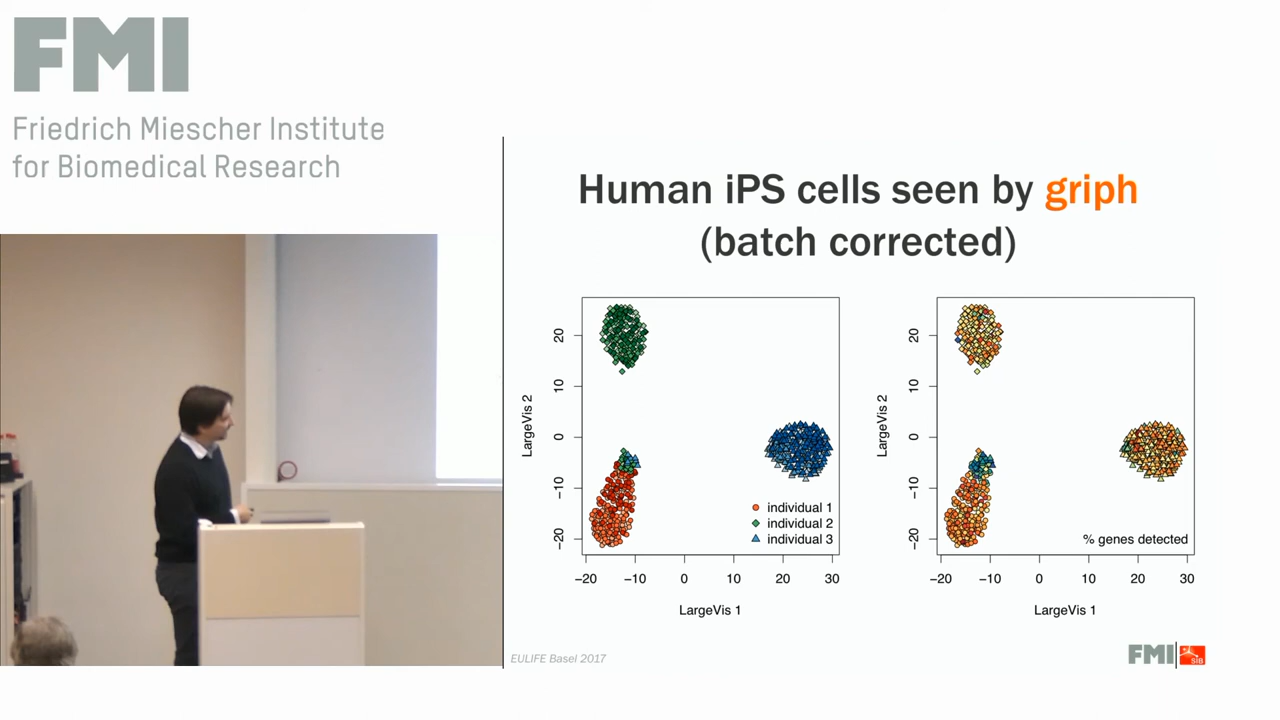 FMI
Friedrich Miescher Institute
for Biomedical Research
Human iPS cells seen by griph
(batch corrected)
LargeVis 2
20
10
0
−10
−20
individual 1
individual 2
individual 3
−20 −10 0 10 20 30
LargeVis 1
LargeVis 2
20
10
0
−10
−20
% genes detected
−20 −10 0 10 20 30
LargeVis 1
EULIFE Basel 2017
FMI
SIB